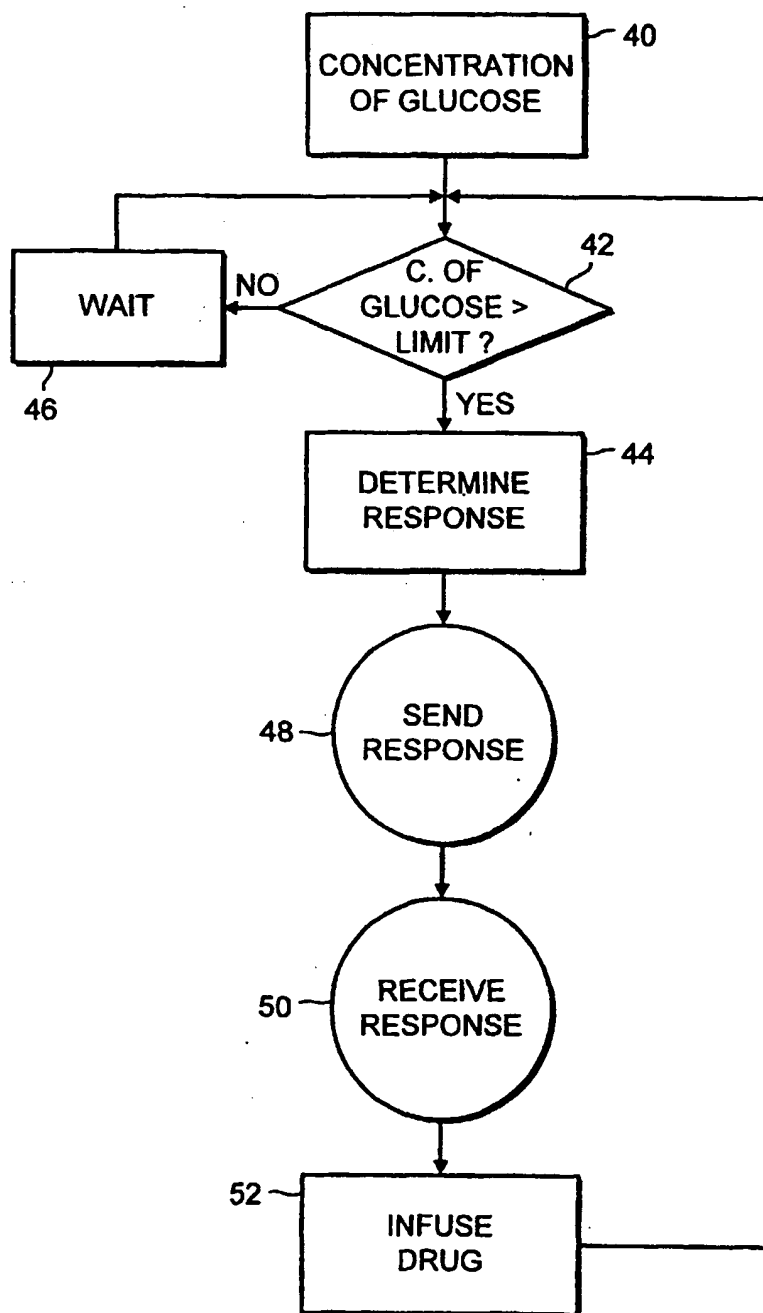 40
CONCENTRATION
OF GLUCOSE
42
C. OF
GLUCOSE >
LIMIT ?
NO
WAIT
46
YES
44
DETERMINE
RESPONSE
48
SEND
RESPONSE
50
RECEIVE
RESPONSE
52
INFUSE
DRUG